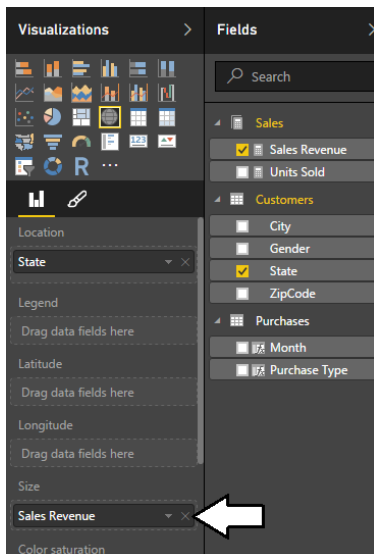 Visualizations >
Fields >
Search
Sales
Sales Revenue
Units Sold
Customers
City
Gender
State
ZipCode
Purchases
Month
Purchase Type
123
R ...
Location
State
Legend
Drag data fields here
Latitude
Drag data fields here
Longitude
Drag data fields here
Size
Sales Revenue
Color saturation